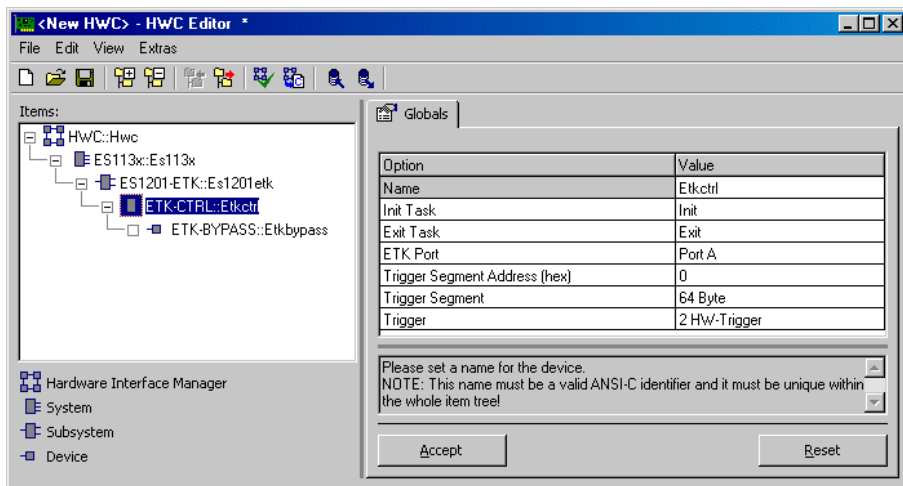 <New HWC> - HWC Editor *
File Edit View Extras
Items:
HWC::Hwc
ES113x::Es113x
ES1201-ETK::Es1201etk
ETK-CTRL::Etkctrl
ETK-BYPASS::Etkbypass
Hardware Interface Manager
System
Subsystem
Device
Globals
Option Value
Name Etkctrl
Init Task Init
Exit Task Exit
ETK Port Port A
Trigger Segment Address (hex) 0
Trigger Segment 64 Byte
Trigger 2 HW-Trigger
Please set a name for the device.
NOTE: This name must be a valid ANSI-C identifier and it must be unique within
the whole item tree!
Accept Reset